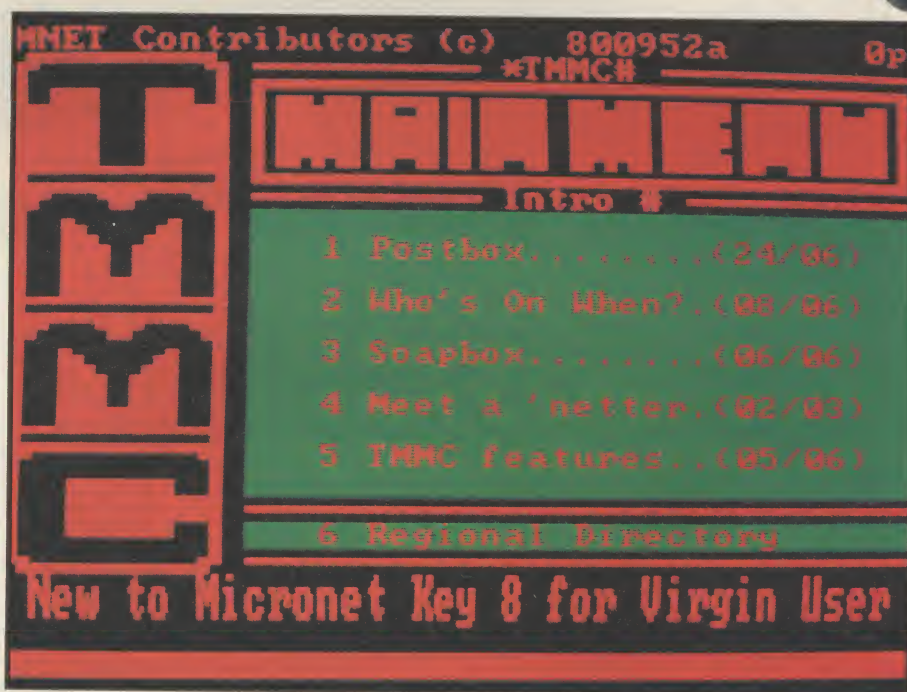 MNET Contributors (c) 800952a 0p
*TMMC#
TMMC
MAIN MENU
Intro #
1 Postbox........(24/06)
2 Who's On When?.(08/06)
3 Soapbox........(06/06)
4 Meet a 'netter.(02/03)
5 TMMC features..(05/06)
6 Regional Directory
New to Micronet Key 8 for Virgin User